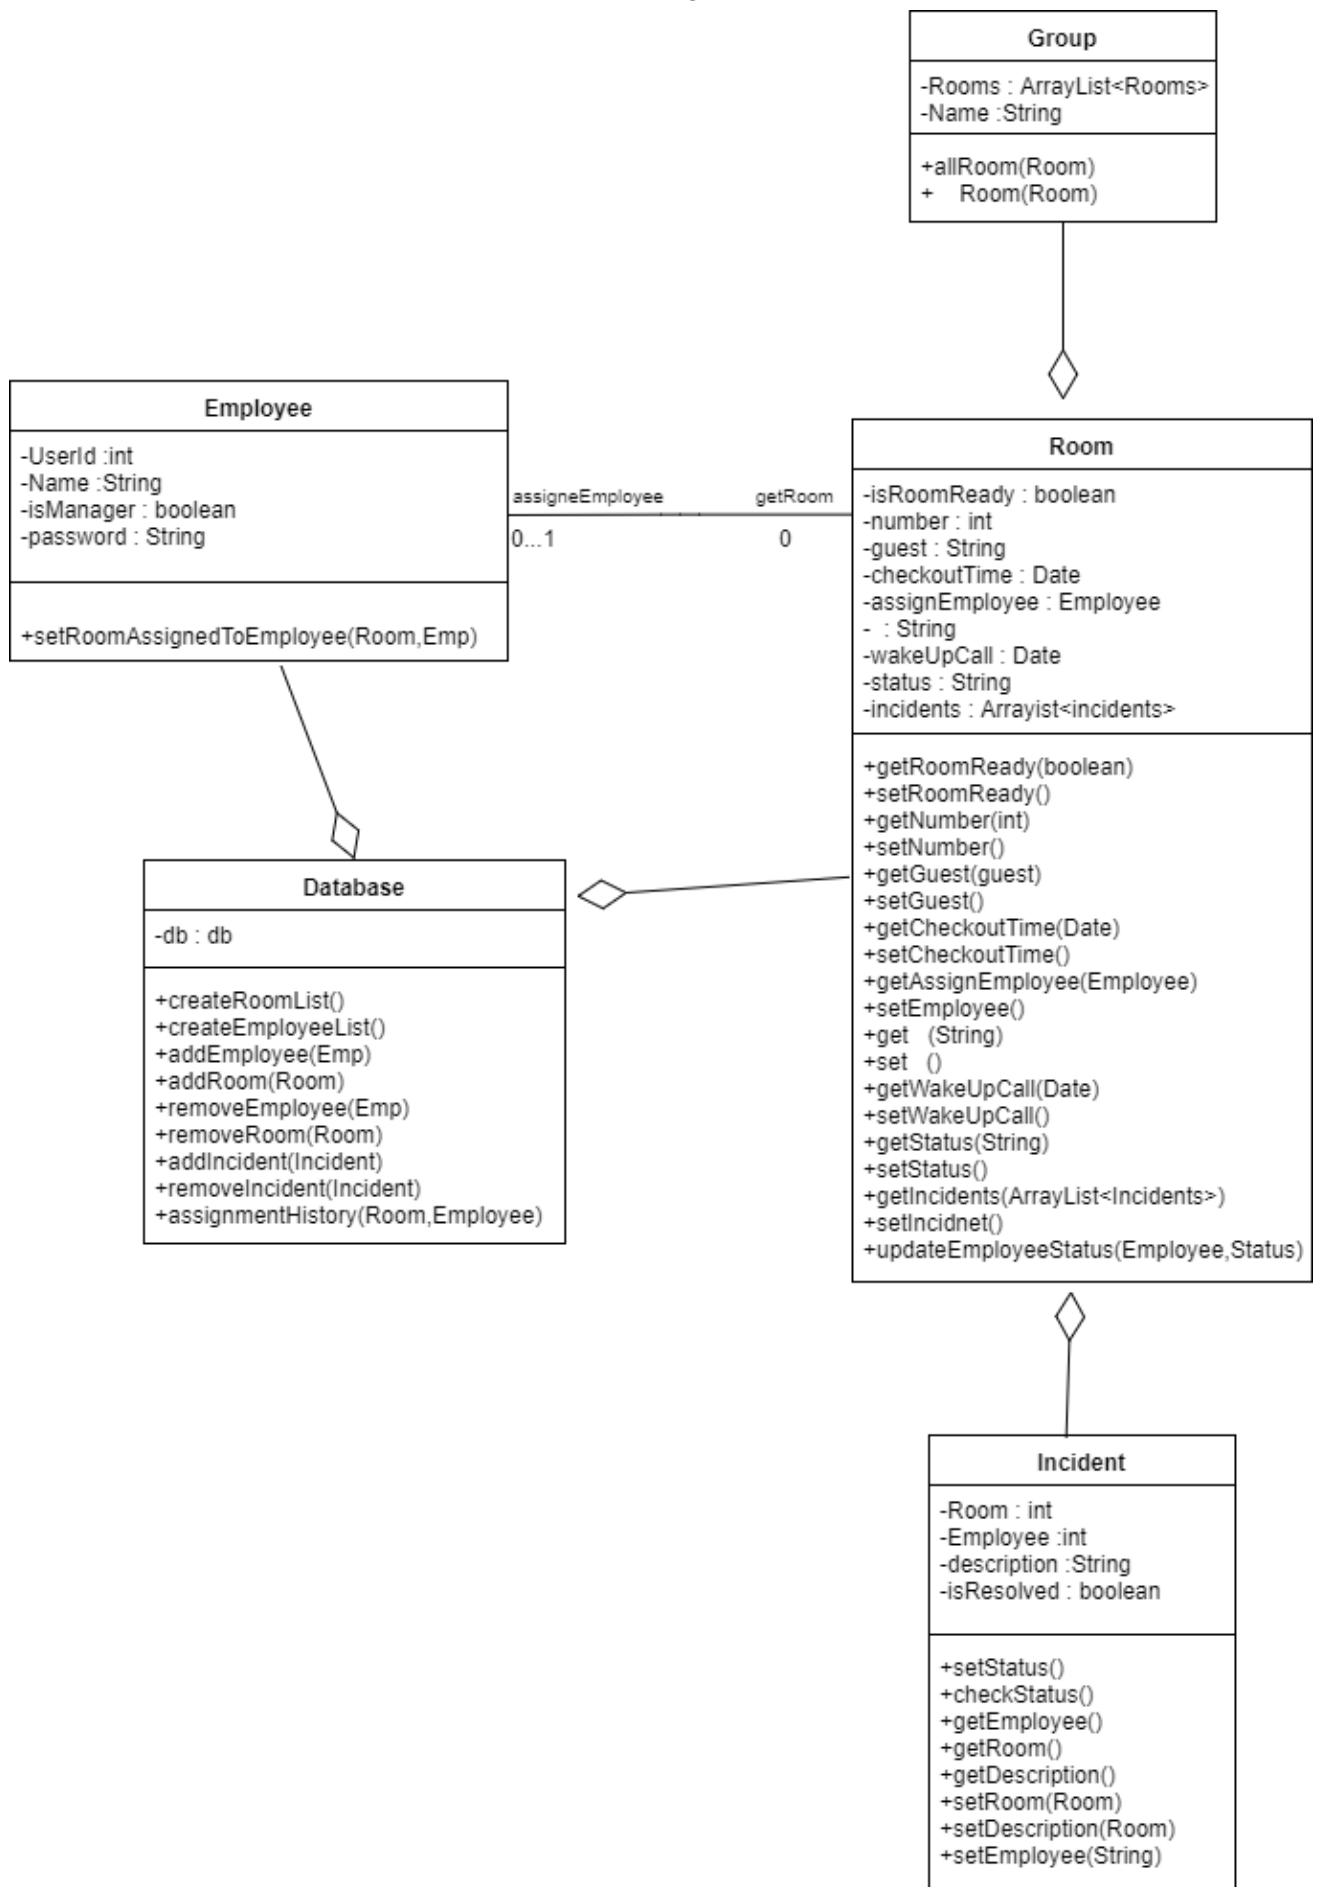 Group
-Rooms : ArrayList<Rooms>
-Name :String
+allRoom(Room)
+ Room(Room)
Employee
-UserId :int
-Name :String
-isManager : boolean
-password : String
+setRoomAssignedToEmployee(Room,Emp)
assigneEmployee
getRoom
0...1
0
Room
-isRoomReady : boolean
-number : int
-guest : String
-checkoutTime : Date
-assignEmployee : Employee
- : String
-wakeUpCall : Date
-status : String
-incidents : Arrayist<incidents>
+getRoomReady(boolean)
+setRoomReady()
+getNumber(int)
+setNumber()
+getGuest(guest)
+setGuest()
+getCheckoutTime(Date)
+setCheckoutTime()
+getAssignEmployee(Employee)
+setEmployee()
+get (String)
+set ()
+getWakeUpCall(Date)
+setWakeUpCall()
+getStatus(String)
+setStatus()
+getIncidents(ArrayList<Incidents>)
+setIncidnet()
+updateEmployeeStatus(Employee,Status)
Database
-db : db
+createRoomList()
+createEmployeeList()
+addEmployee(Emp)
+addRoom(Room)
+removeEmployee(Emp)
+removeRoom(Room)
+addIncident(Incident)
+removeIncident(Incident)
+assignmentHistory(Room,Employee)
Incident
-Room : int
-Employee :int
-description :String
-isResolved : boolean
+setStatus()
+checkStatus()
+getEmployee()
+getRoom()
+getDescription()
+setRoom(Room)
+setDescription(Room)
+setEmployee(String)